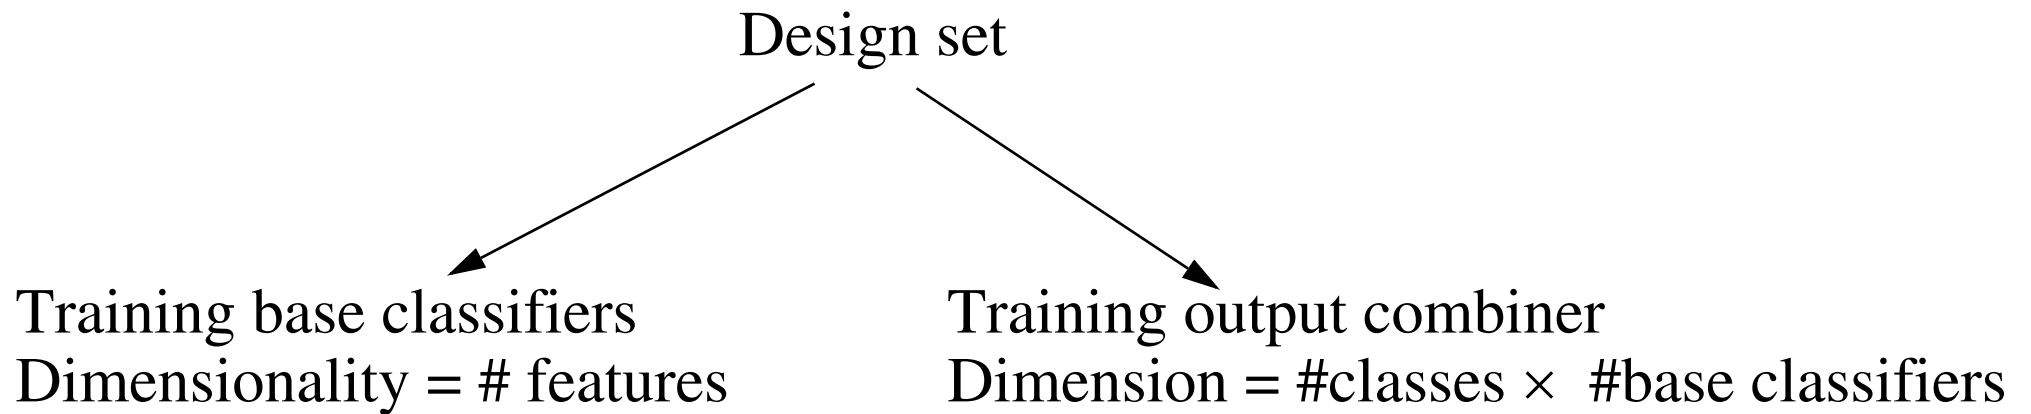 Design set
Training base classifiers
Dimensionality = # features
Training output combiner
Dimension = #classes × #base classifiers